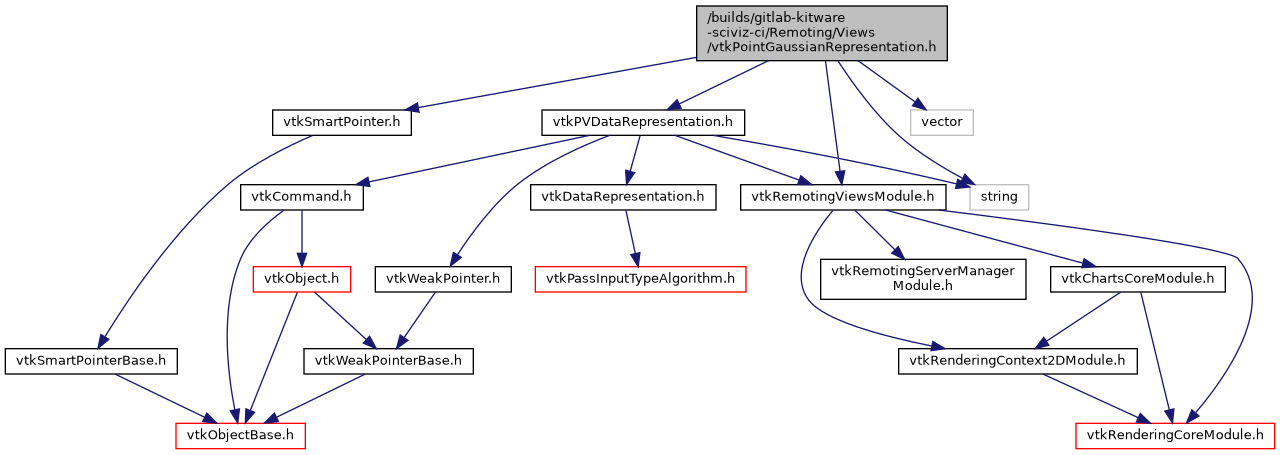 /builds/gitlab-kitware
-sciviz-ci/Remoting/Views
/vtkPointGaussianRepresentation.h
vtkSmartPointer.h
vtkPVDataRepresentation.h
vector
vtkCommand.h
vtkDataRepresentation.h
vtkRemotingViewsModule.h
string
vtkObject.h
vtkWeakPointer.h
vtkPassInputTypeAlgorithm.h
vtkRemotingServerManager
Module.h
vtkChartsCoreModule.h
vtkSmartPointerBase.h
vtkWeakPointerBase.h
vtkRenderingContext2DModule.h
vtkObjectBase.h
vtkRenderingCoreModule.h